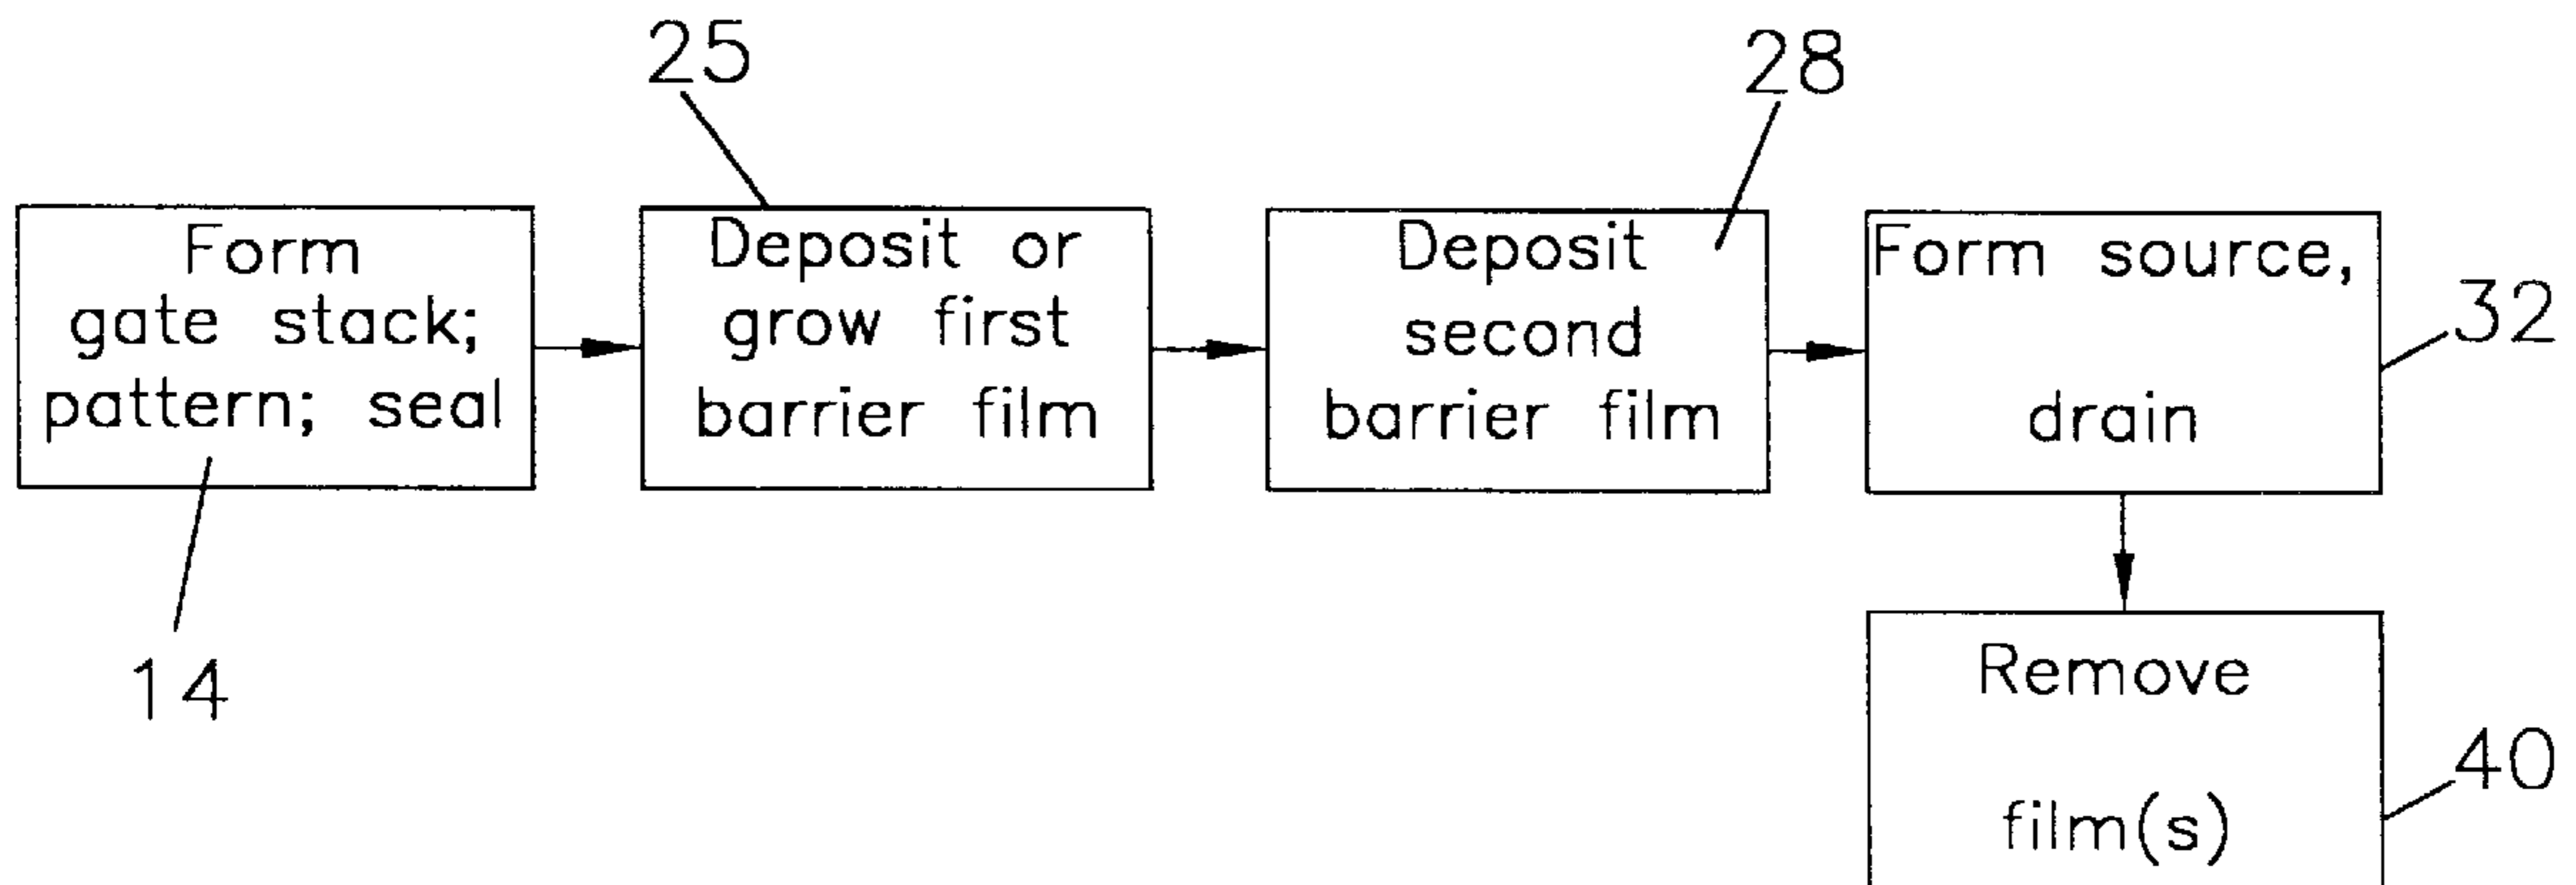 25
28
Form
gate stack;
pattern; seal
Deposit or
grow first
barrier film
Deposit
second
barrier film
Form source,
drain
32
14
Remove
film(s)
40